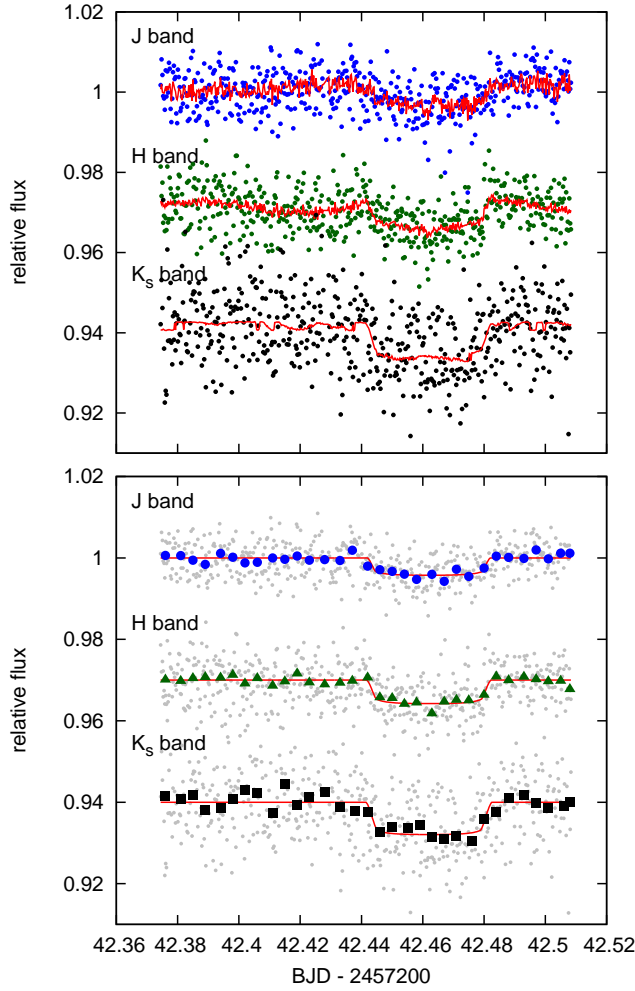 1.02
J band
1
0.98
H band
0.96
K_s band
0.94
0.92
relative flux
1.02
J band
1
0.98
H band
0.96
K_s band
0.94
0.92
relative flux
42.36 42.38 42.4 42.42 42.44 42.46 42.48 42.5 42.52
BJD - 2457200